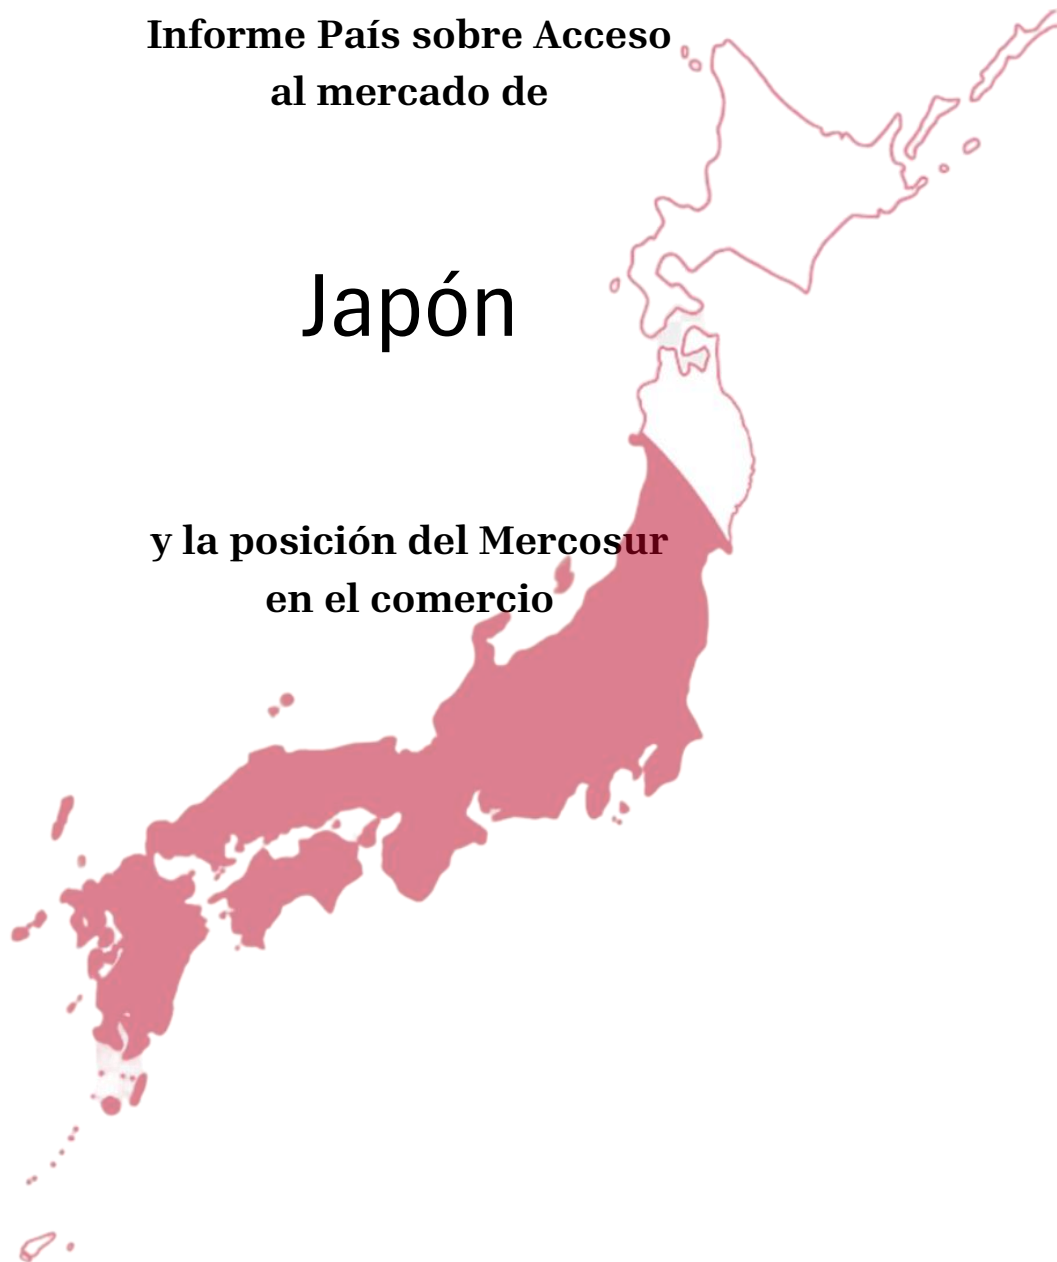 Informe País sobre Acceso
al mercado de
Japón
y la posición del Mercosur
en el comercio